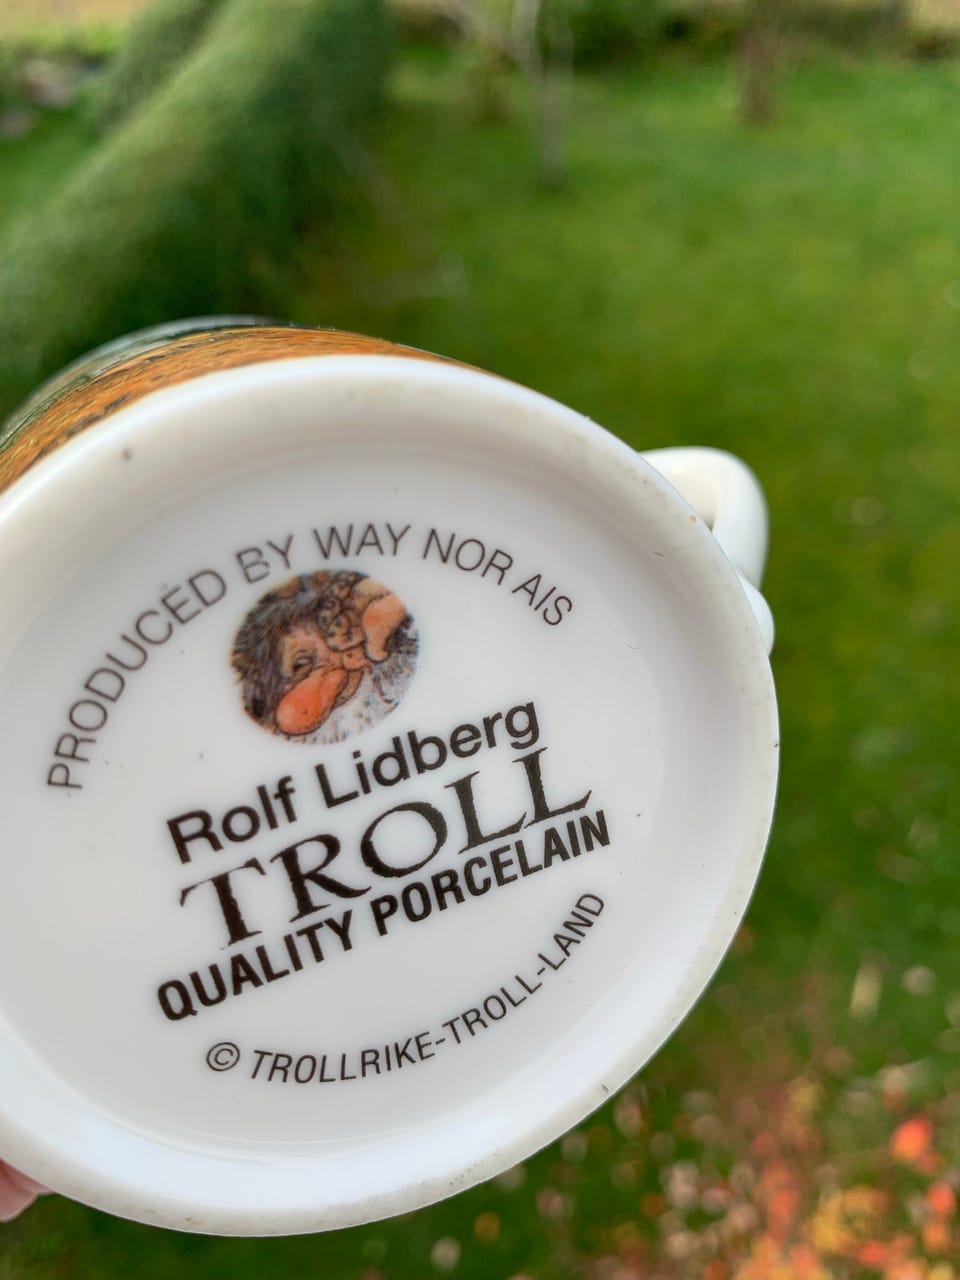 PRODUCED BY WAY NOR AIS
Rolf Lidberg
TROLL
QUALITY PORCELAIN
© TROLLRIKE-TROLL-LAND